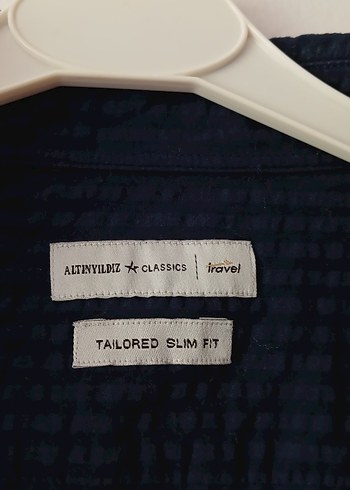 ALTINYILDIZ ★ CLASSICS | travel
TAILORED SLIM FIT